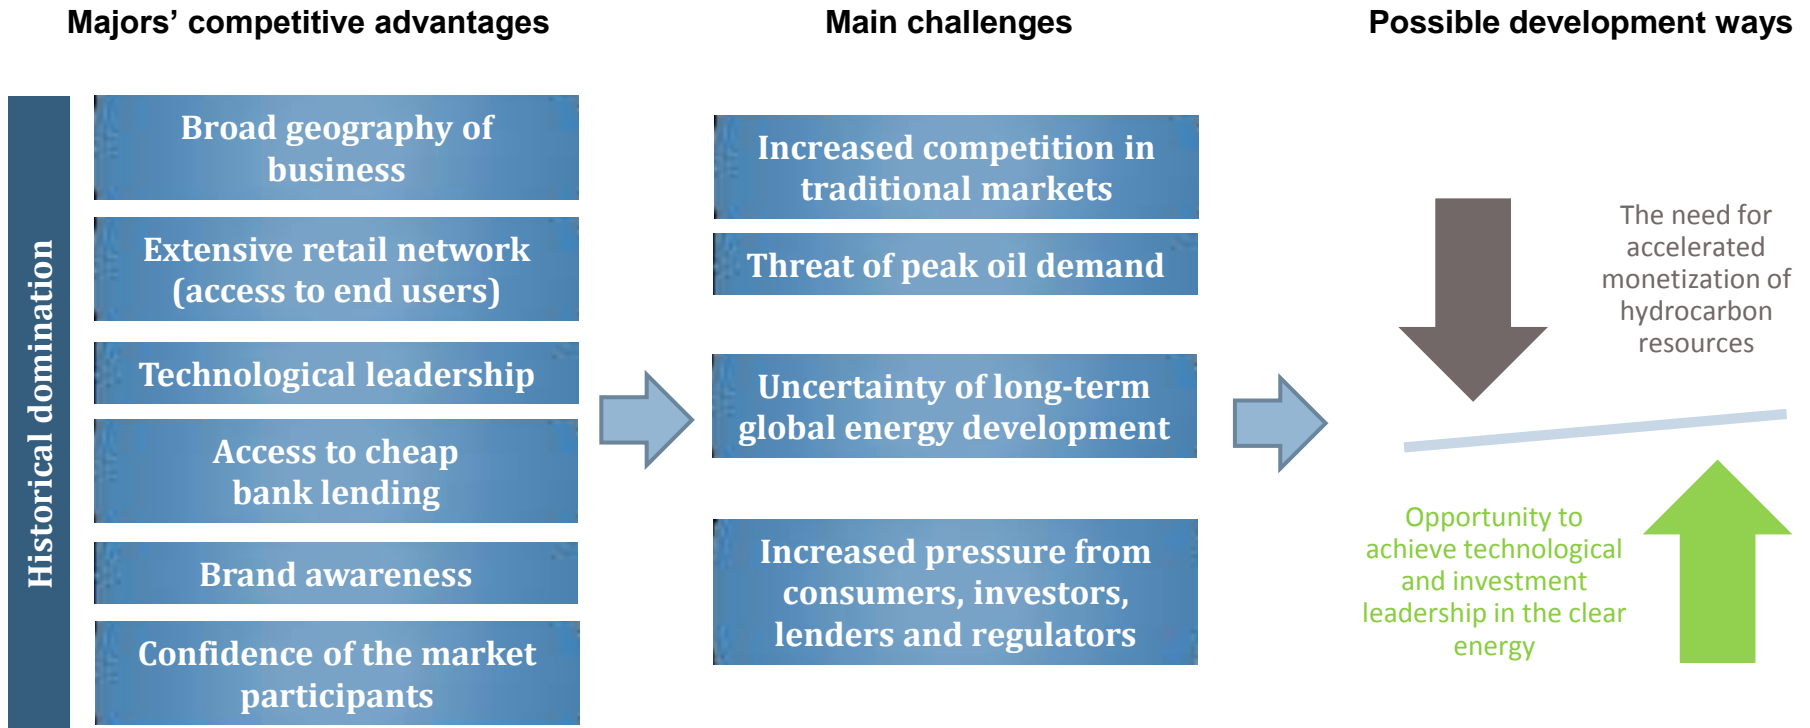 Majors’ competitive advantages
Main challenges
Possible development ways
Historical domination
Broad geography of
business
Extensive retail network
(access to end users)
Technological leadership
Access to cheap
bank lending
Brand awareness
Confidence of the market
participants
Increased competition in
traditional markets
Threat of peak oil demand
Uncertainty of long-term
global energy development
Increased pressure from
consumers, investors,
lenders and regulators
The need for
accelerated
monetization of
hydrocarbon
resources
Opportunity to
achieve technological
and investment
leadership in the clear
energy